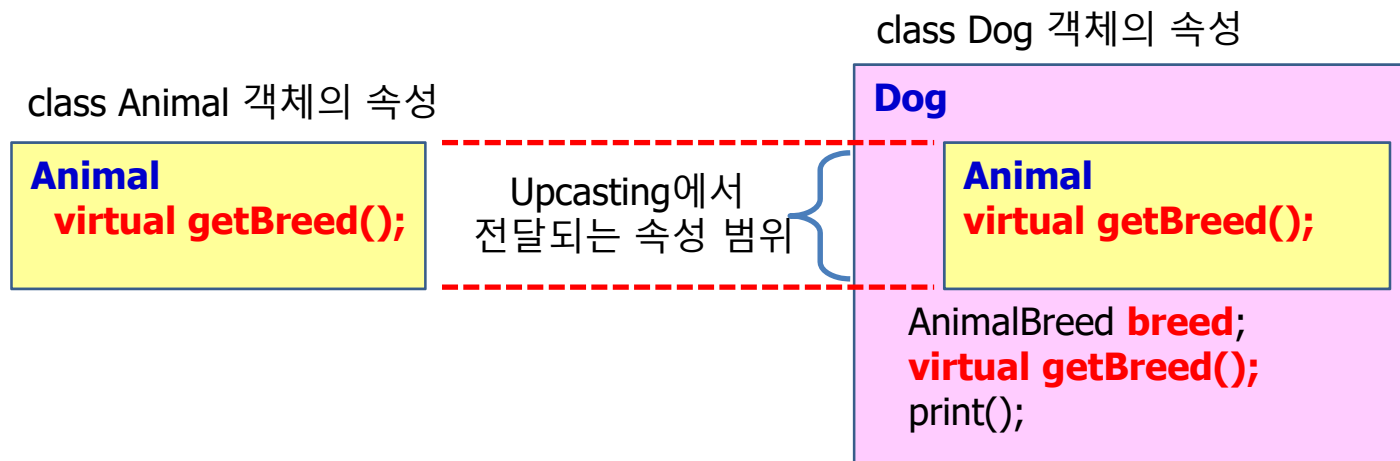 class Animal 객체의 속성
Animal
virtual getBreed();
Upcasting에서
전달되는 속성 범위
class Dog 객체의 속성
Dog
Animal
virtual getBreed();
AnimalBreed breed;
virtual getBreed();
print();